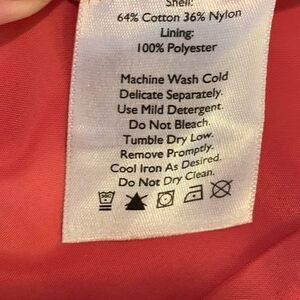 Shell:
64% Cotton 36% Nylon
Lining:
100% Polyester
Machine Wash Cold
Delicate Separately.
Use Mild Detergent.
Do Not Bleach.
Tumble Dry Low.
Remove Promptly.
Cool Iron As Desired.
Do Not Dry Clean.